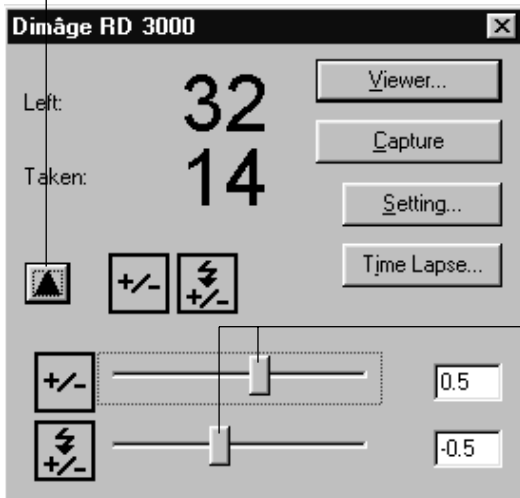 Dimâge RD 3000
Left: 32
Viewer...
Capture
Taken: 14
Setting...
Time Lapse...
+/-
+/-
+/- 0.5
+/- -0.5